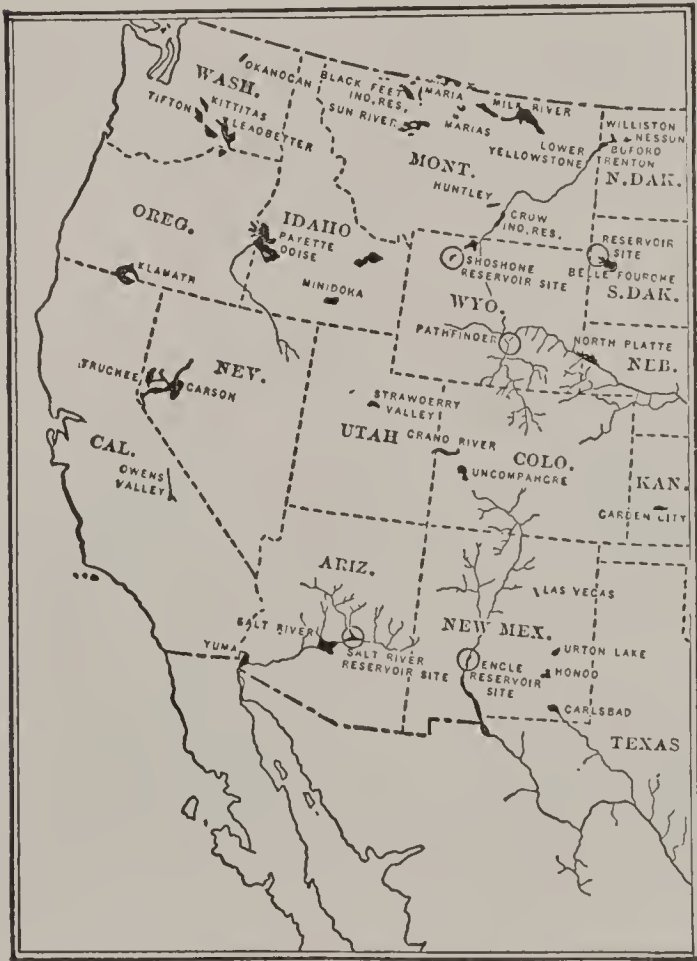 OKANOGAN
WASH.
TIFTON
KITTITAS
LEADBETTER
BLACK FEET
IND. RES.
MARIA
MILK RIVER
SUN RIVER
MARIAS
MONT.
LOWER
YELLOWSTONE
WILLISTON
NESSON
BUFORD
TRENTON
N.DAK.
HUNTLEY
CROW
IND. RES.
OREG.
IDAHO
PAYETTE
BOISE
KLAMATH
MINIDOKA
SHOSHONE
RESERVOIR SITE
RESERVOIR
SITE
BELLE FOURCHE
S.DAK.
WYO.
PATHFINDER
NORTH PLATTE
NEB.
TRUCKEE
CARSON
NEV.
STRAWBERRY
VALLEY
UTAH
GRAND RIVER
COLO.
UNCOMPAHGRE
KAN.
GARDEN CITY
CAL.
OWENS
VALLEY
ARIZ.
SALT RIVER
SALT RIVER
RESERVOIR SITE
YUMA
LAS VEGAS
NEW MEX.
URTON LAKE
HONDO
ENGLE
RESERVOIR
SITE
CARLSBAD
TEXAS